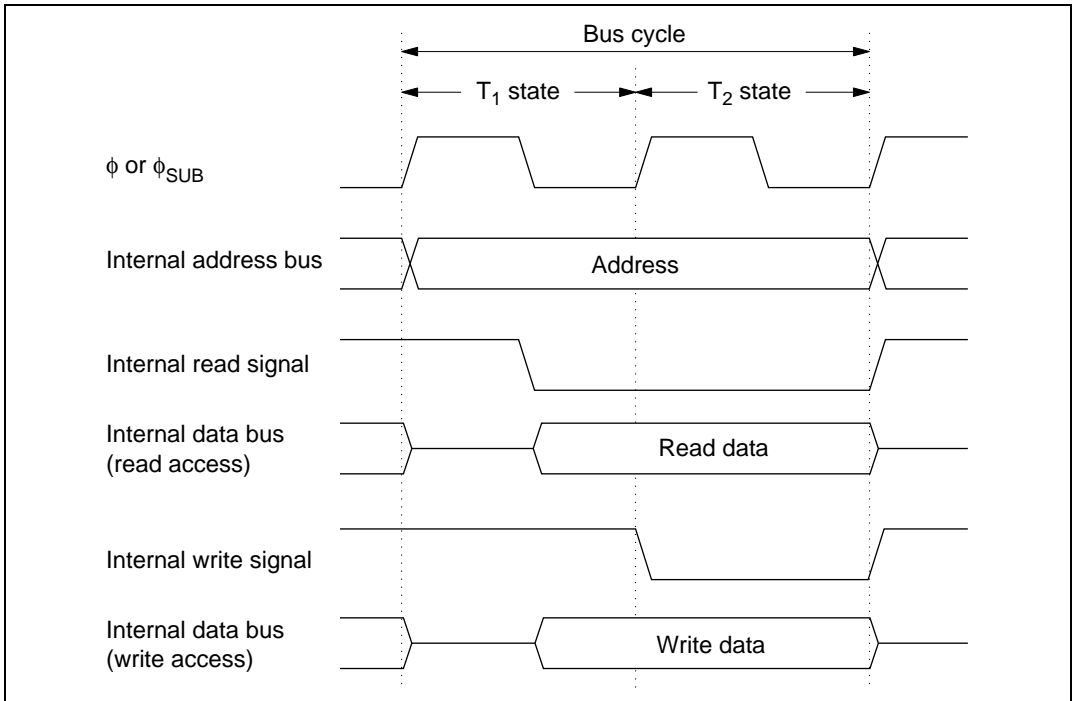 Bus cycle
T1 state
T2 state
ϕ or ϕSUB
Internal address bus
Address
Internal read signal
Internal data bus
(read access)
Read data
Internal write signal
Internal data bus
(write access)
Write data